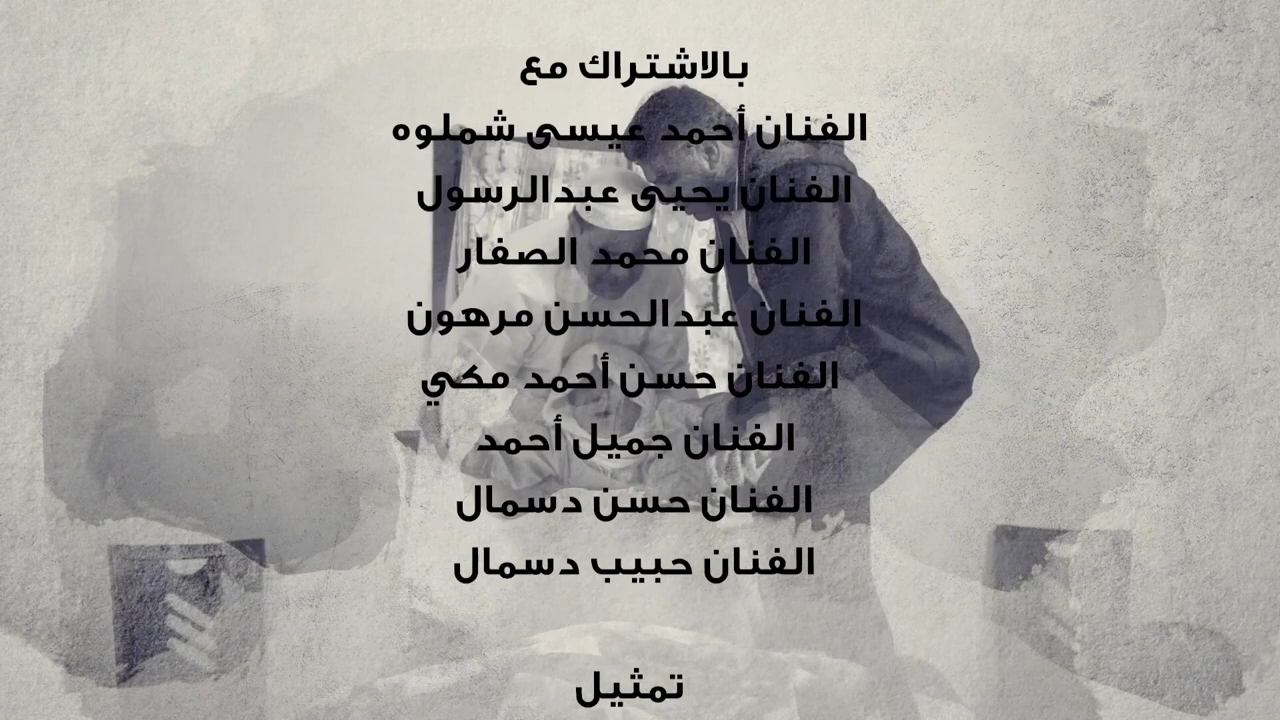 بالاشتراك مع
الفنان أحمد عيسى شملوه
الفنان يحيى عبدالرسول
الفنان محمد الصفار
الفنان عبدالحسن مرهون
الفنان حسن أحمد مكي
الفنان جميل أحمد
الفنان حسن دسمال
الفنان حبيب دسمال
تمثيل